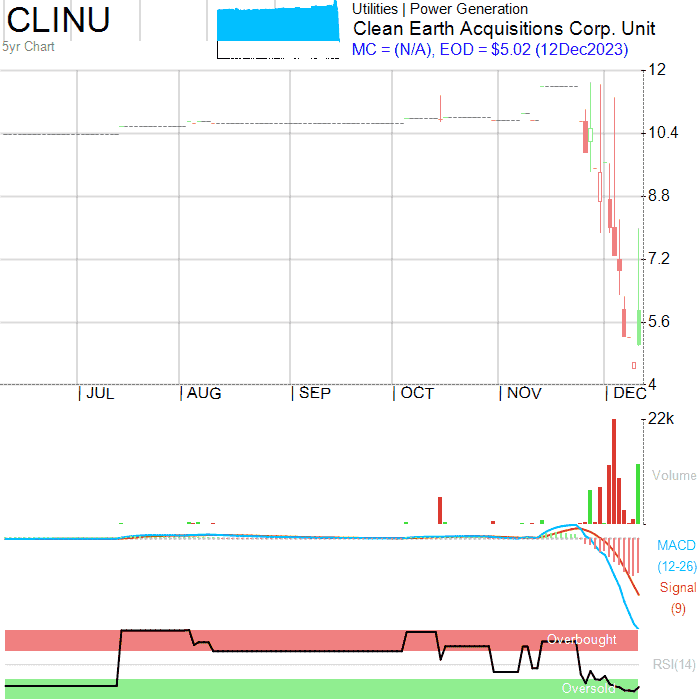 CLINU
5yr Chart
Utilities | Power Generation
Clean Earth Acquisitions Corp. Unit
MC = (N/A), EOD = $5.02 (12Dec2023)
12
10.4
8.8
7.2
5.6
4
JUL
AUG
SEP
OCT
NOV
DEC
22k
Volume
MACD
(12-26)
Signal
(9)
Overbought
RSI(14)
Oversold